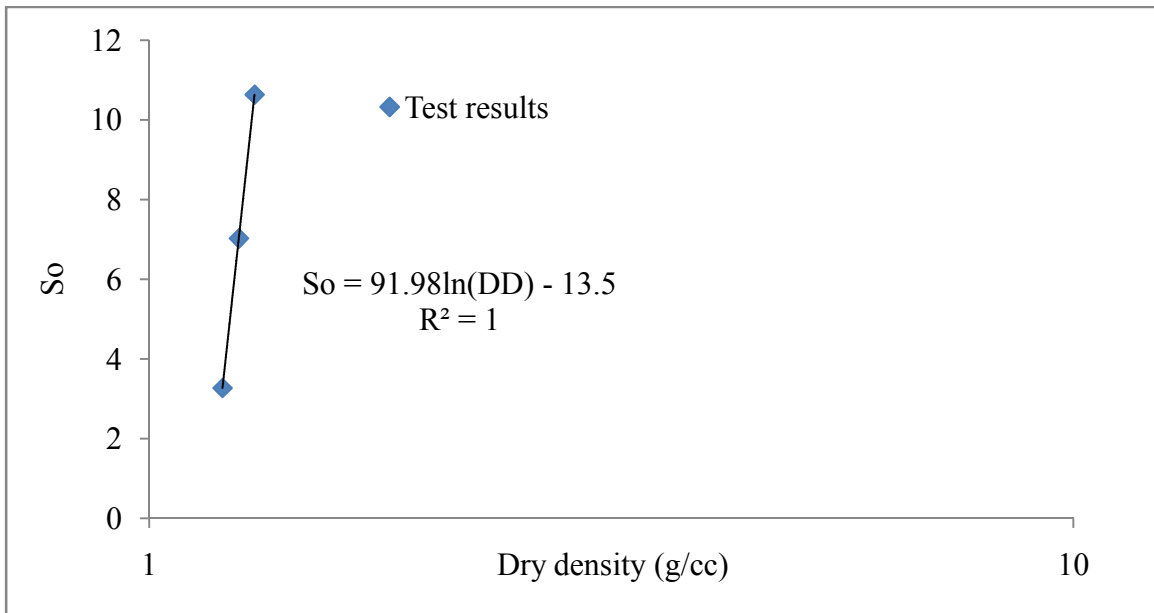 12
10
8
6
4
2
0
So
Test results
So = 91.98ln(DD) - 13.5
R² = 1
1
Dry density (g/cc)
10